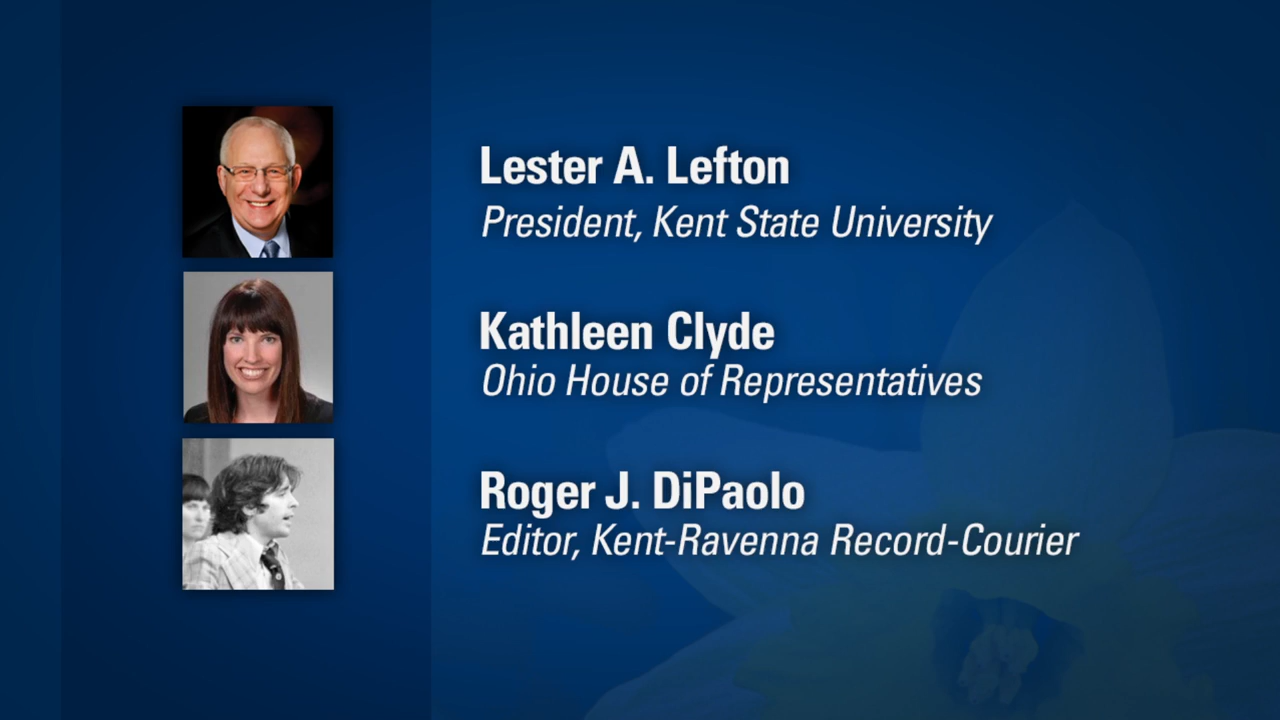 Lester A. Lefton
President, Kent State University
Kathleen Clyde
Ohio House of Representatives
Roger J. DiPaolo
Editor, Kent-Ravenna Record-Courier